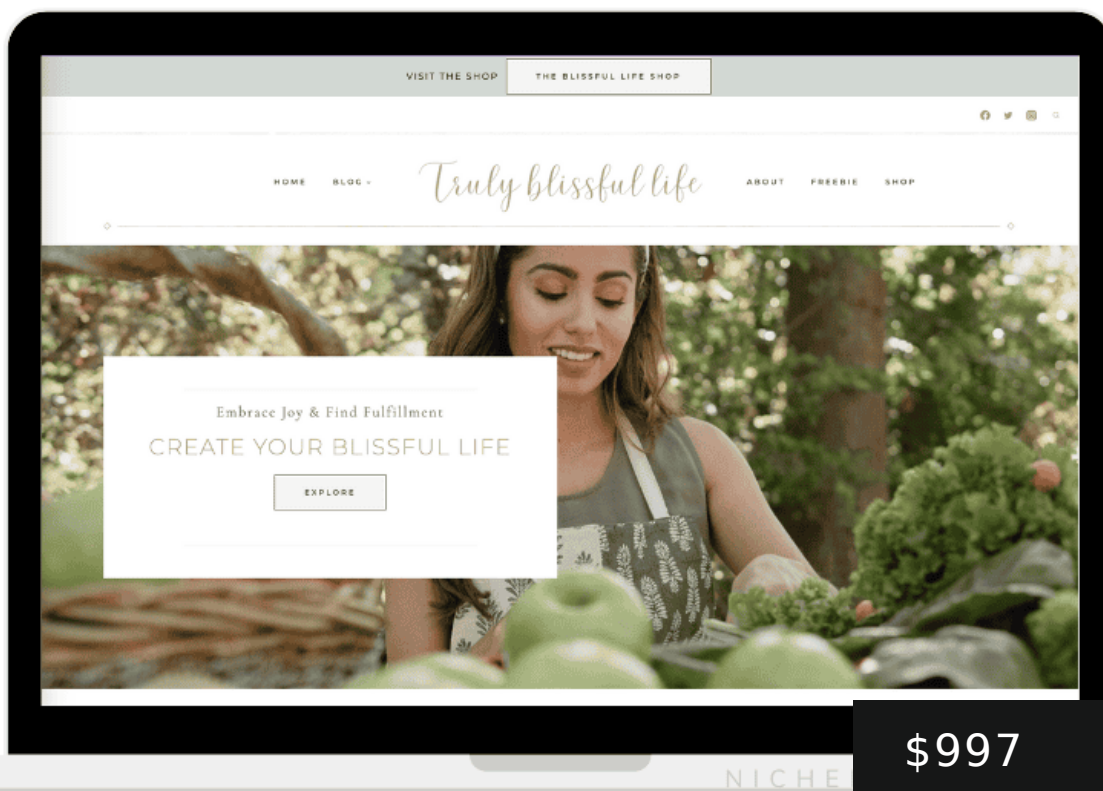 VISIT THE SHOP THE BLISSFUL LIFE SHOP
HOME BLOG Truly blissful life ABOUT FREEBIE SHOP
Embrace Joy & Find Fulfillment
CREATE YOUR BLISSFUL LIFE
EXPLORE
$997